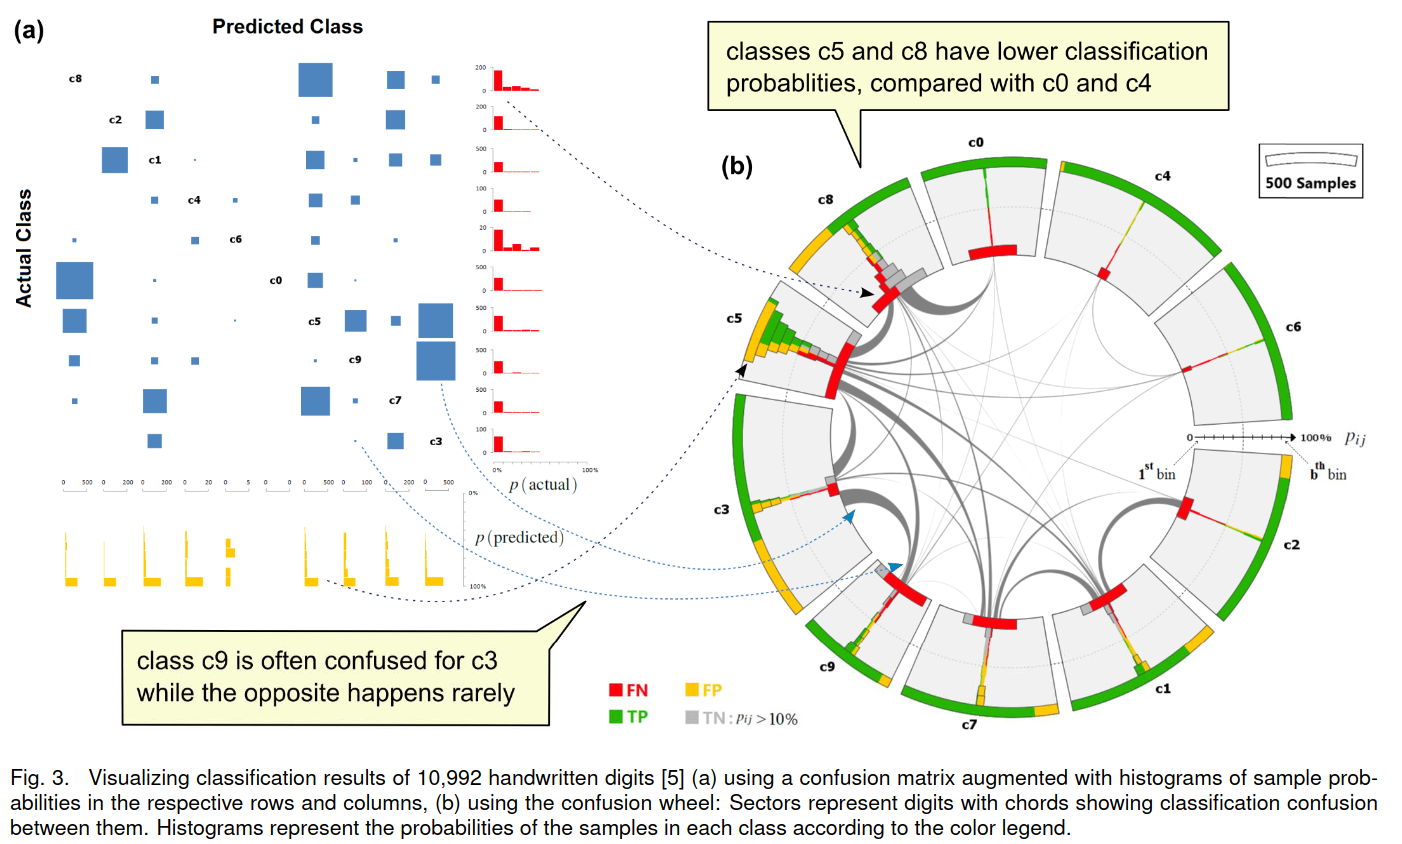 (a)
Predicted Class
Actual Class
c8
c2
c1
c4
c6
c0
c5
c9
c7
c3
200
0
200
0
500
0
100
0
20
0
500
0
500
0
500
0
500
0
100
0
0%
100%
p (actual)
0 500 100 0 200 0 200 0 20 0 5 0 0 500 0 100 0 200 0 500
0%
p (predicted)
100%
class c9 is often confused for c3
while the opposite happens rarely
classes c5 and c8 have lower classification
probablities, compared with c0 and c4
(b)
500 Samples
c0
c4
c6
c2
c1
c7
c9
c3
c5
c8
0
100%
pij
1st bin
bth bin
FN
FP
TP
TN : pij > 10%
Fig. 3. Visualizing classification results of 10,992 handwritten digits [5] (a) using a confusion matrix augmented with histograms of sample prob-
abilities in the respective rows and columns, (b) using the confusion wheel: Sectors represent digits with chords showing classification confusion
between them. Histograms represent the probabilities of the samples in each class according to the color legend.